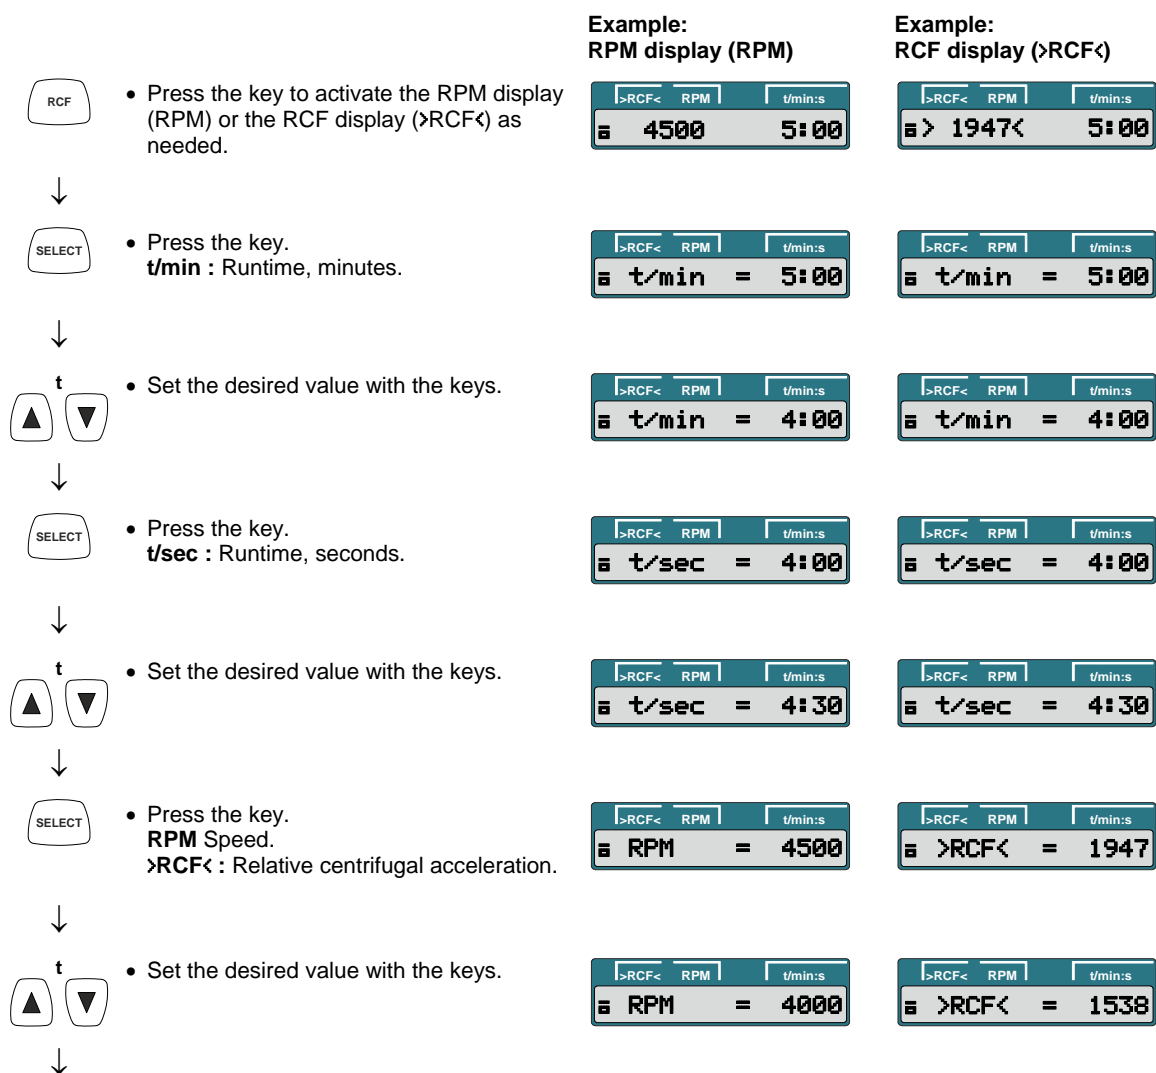 Example:
RPM display (RPM)
Example:
RCF display (>RCF<)
RCF
• Press the key to activate the RPM display
(RPM) or the RCF display (>RCF<) as
needed.
>RCF< RPM t/min:s
4500 5:00
>RCF< RPM t/min:s
> 1947< 5:00
↓
SELECT
• Press the key.
t/min : Runtime, minutes.
>RCF< RPM t/min:s
t/min = 5:00
>RCF< RPM t/min:s
t/min = 5:00
↓
t
▲ ▼
• Set the desired value with the keys.
>RCF< RPM t/min:s
t/min = 4:00
>RCF< RPM t/min:s
t/min = 4:00
↓
SELECT
• Press the key.
t/sec : Runtime, seconds.
>RCF< RPM t/min:s
t/sec = 4:00
>RCF< RPM t/min:s
t/sec = 4:00
↓
t
▲ ▼
• Set the desired value with the keys.
>RCF< RPM t/min:s
t/sec = 4:30
>RCF< RPM t/min:s
t/sec = 4:30
↓
SELECT
• Press the key.
RPM Speed.
>RCF< : Relative centrifugal acceleration.
>RCF< RPM t/min:s
RPM = 4500
>RCF< RPM t/min:s
>RCF< = 1947
↓
t
▲ ▼
• Set the desired value with the keys.
>RCF< RPM t/min:s
RPM = 4000
>RCF< RPM t/min:s
>RCF< = 1538
↓